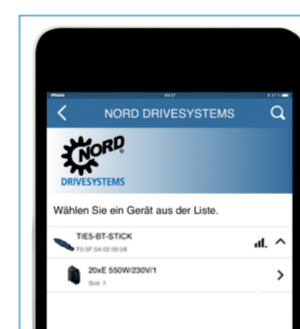 NORD DRIVESYSTEMS
NORD
DRIVESYSTEMS
Wählen Sie ein Gerät aus der Liste.
TIE5-BT-STICK
20xE 550W/230V/1
Slot: 1